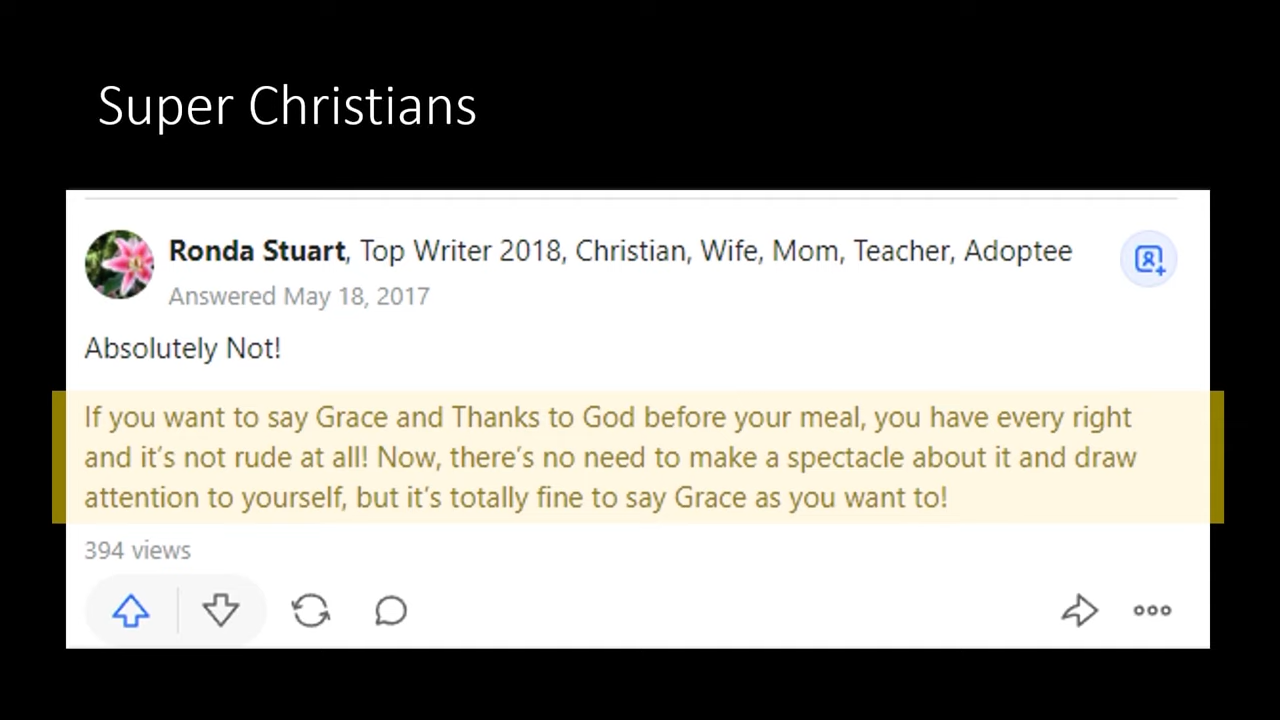 Super Christians
Ronda Stuart, Top Writer 2018, Christian, Wife, Mom, Teacher, Adoptee
Answered May 18, 2017
Absolutely Not!
If you want to say Grace and Thanks to God before your meal, you have every right
and it’s not rude at all! Now, there’s no need to make a spectacle about it and draw
attention to yourself, but it’s totally fine to say Grace as you want to!
394 views